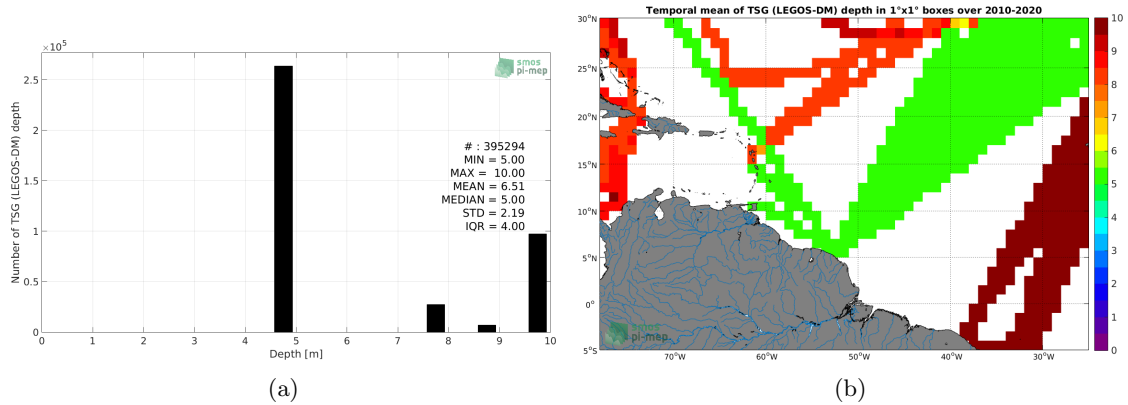 ×10⁵
2.5
2
1.5
1
0.5
0
Number of TSG (LEGOS-DM) depth
smos
pi-mep
# : 395294
MIN = 5.00
MAX = 10.00
MEAN = 6.51
MEDIAN = 5.00
STD = 2.19
IQR = 4.00
0 1 2 3 4 5 6 7 8 9 10
Depth [m]
(a)
Temporal mean of TSG (LEGOS-DM) depth in 1°x1° boxes over 2010-2020
30°N
25°N
20°N
15°N
10°N
5°N
0°
5°S
70°W 60°W 50°W 40°W 30°W
smos
pi-mep
10
9
8
7
6
5
4
3
2
1
0
(b)